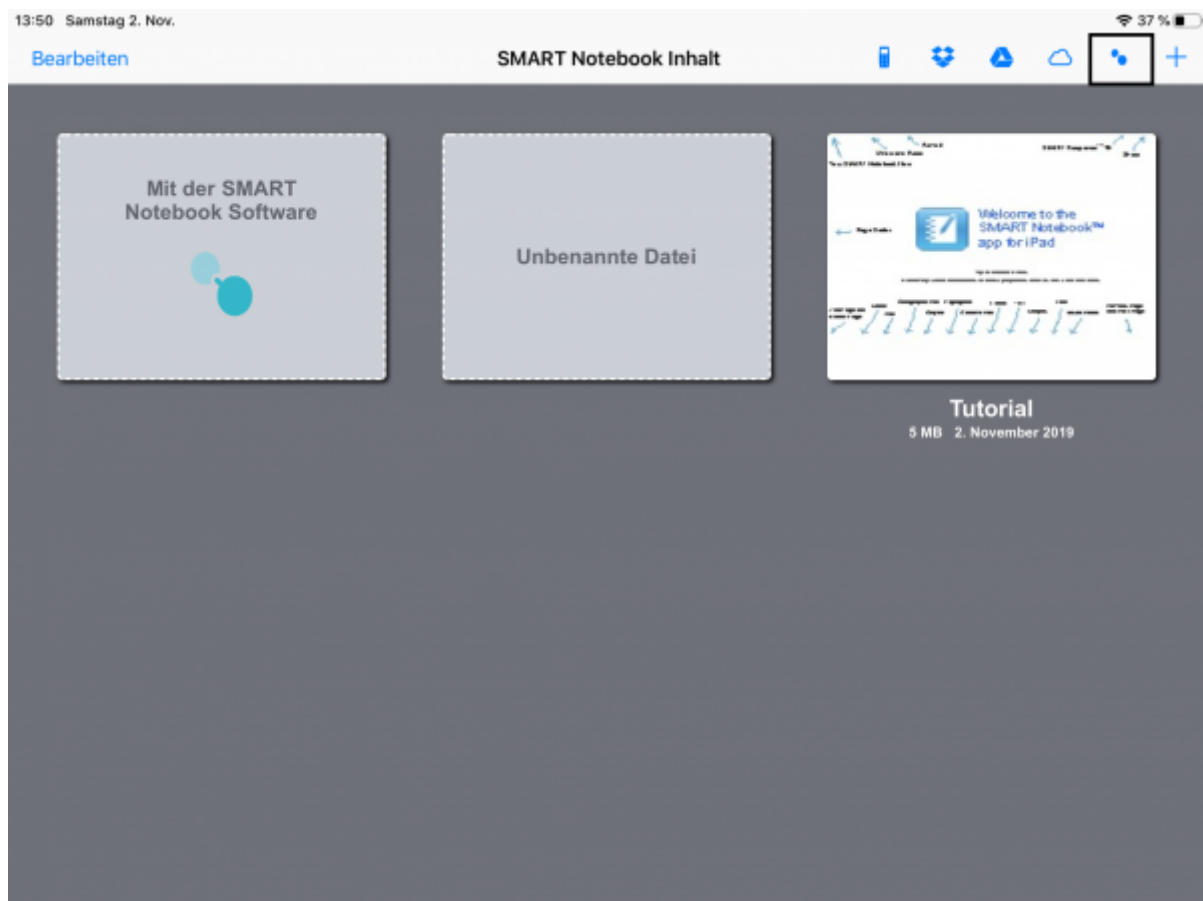 13:50 Samstag 2. Nov.
37 %
Bearbeiten
SMART Notebook Inhalt
Mit der SMART
Notebook Software
Unbenannte Datei
Welcome to the
SMART Notebook™
app for iPad
Tutorial
5 MB 2. November 2019